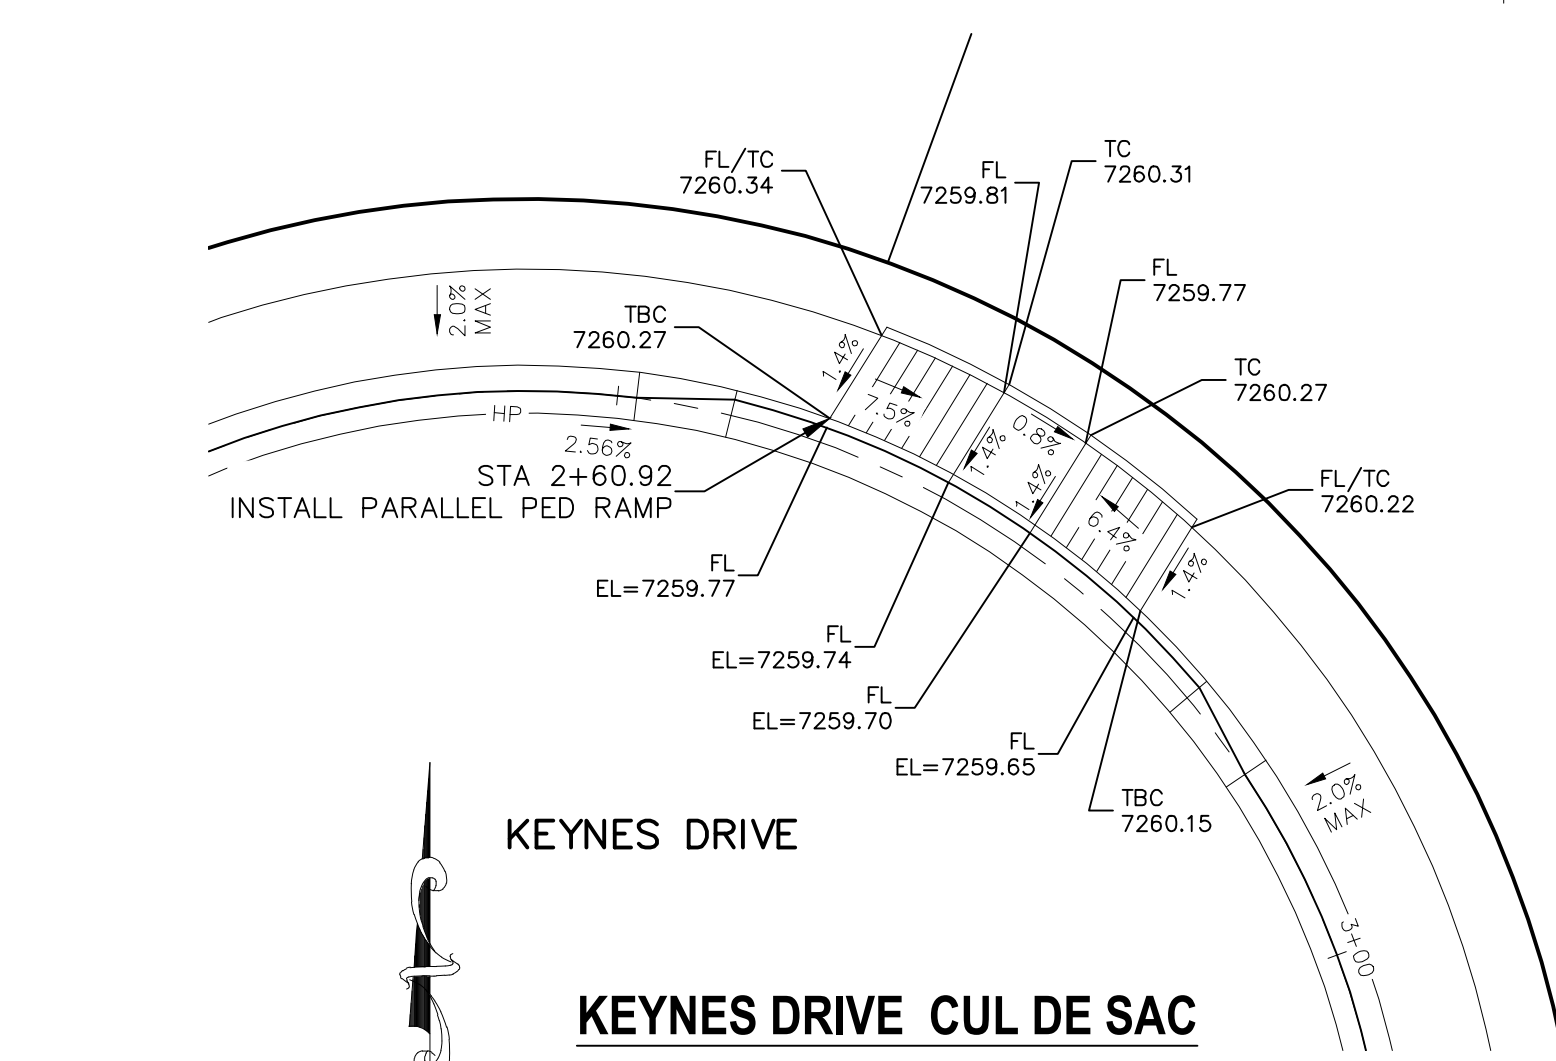 FL/TC
7260.34
FL
7259.81
TC
7260.31
FL
7259.77
TBC
7260.27
TC
7260.27
2.0%
MAX
1.4%
7.5%
0.8%
1.4%
1.4%
6.4%
1.4%
HP
2.56%
STA 2+60.92
INSTALL PARALLEL PED RAMP
FL/TC
7260.22
FL
EL=7259.77
FL
EL=7259.74
FL
EL=7259.70
FL
EL=7259.65
TBC
7260.15
2.0%
MAX
3+00
KEYNES DRIVE
KEYNES DRIVE CUL DE SAC